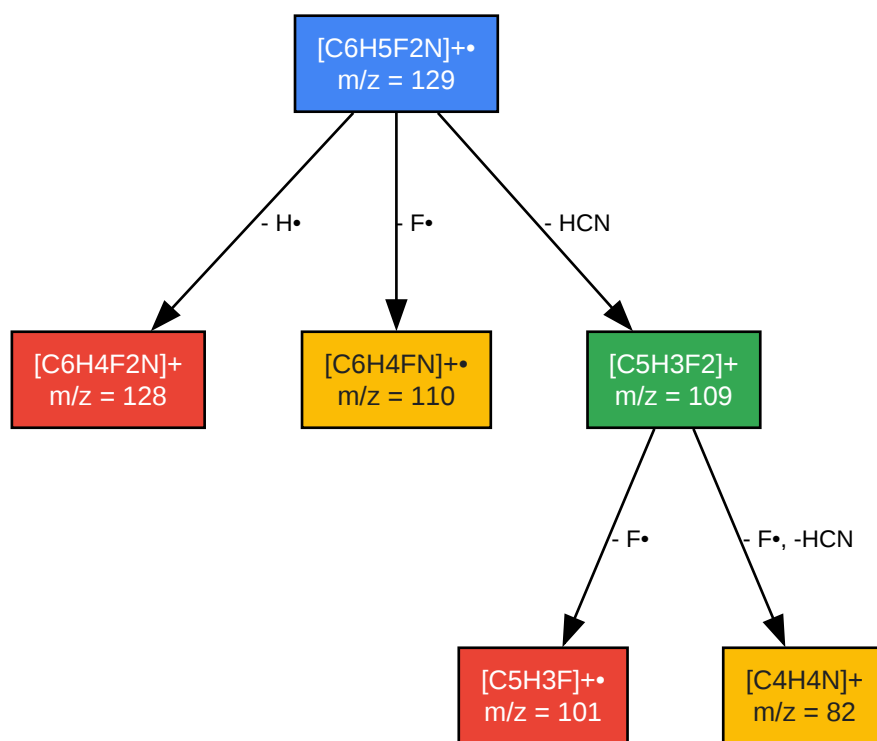 [C6H5F2N]+•
m/z = 129
- H•
- F•
- HCN
[C6H4F2N]+
m/z = 128
[C6H4FN]+•
m/z = 110
[C5H3F2]+
m/z = 109
- F•
- F•, -HCN
[C5H3F]+•
m/z = 101
[C4H4N]+
m/z = 82